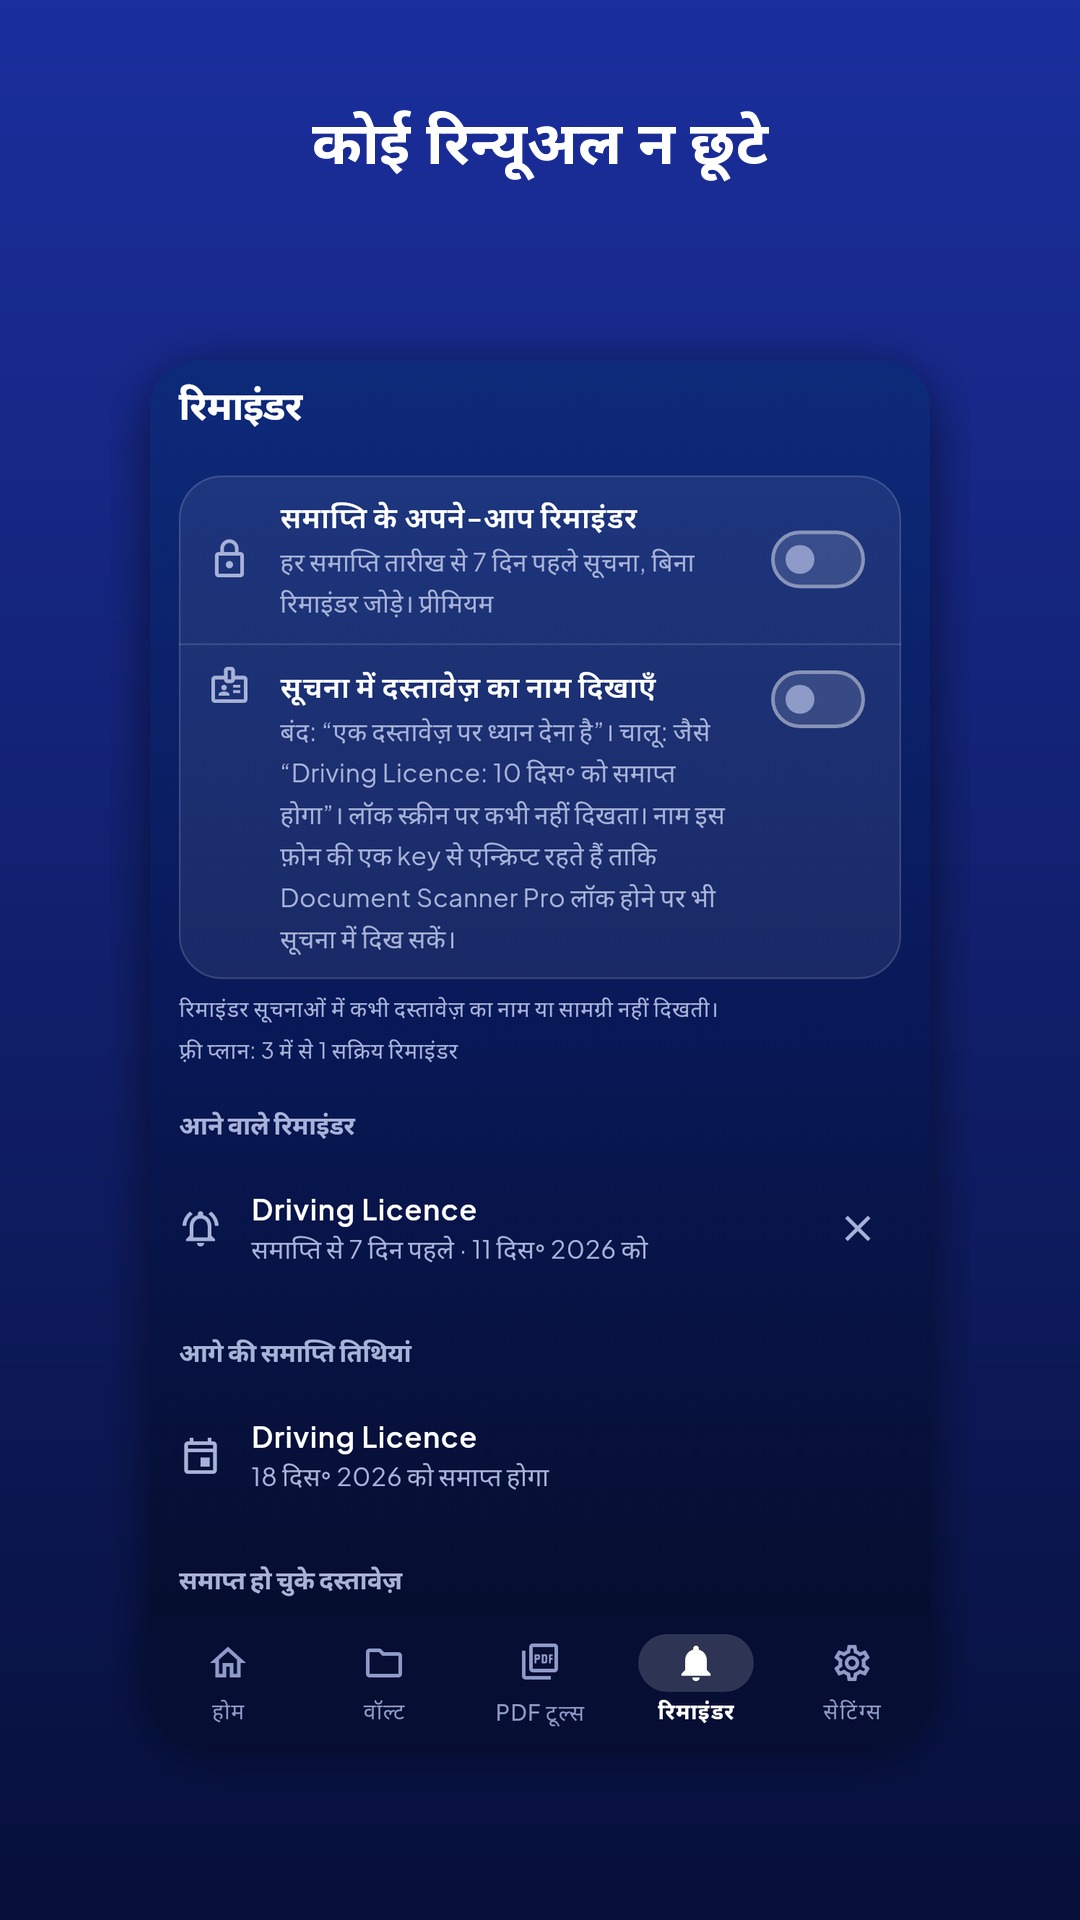 कोई रिन्यूअल न छूटे
रिमाइंडर
समाप्ति के अपने-आप रिमाइंडर
हर समाप्ति तारीख से 7 दिन पहले सूचना, बिना
रिमाइंडर जोड़े। प्रीमियम
सूचना में दस्तावेज़ का नाम दिखाएँ
बंद: “एक दस्तावेज़ पर ध्यान देना है”। चालू: जैसे
“Driving Licence: 10 दिस॰ को समाप्त
होगा”। लॉक स्क्रीन पर कभी नहीं दिखता। नाम इस
फ़ोन की एक key से एन्क्रिप्ट रहते हैं ताकि
Document Scanner Pro लॉक होने पर भी
सूचना में दिख सकें।
रिमाइंडर सूचनाओं में कभी दस्तावेज़ का नाम या सामग्री नहीं दिखती।
फ़्री प्लान: 3 में से 1 सक्रिय रिमाइंडर
आने वाले रिमाइंडर
Driving Licence
समाप्ति से 7 दिन पहले · 11 दिस॰ 2026 को
आगे की समाप्ति तिथियां
Driving Licence
18 दिस॰ 2026 को समाप्त होगा
समाप्त हो चुके दस्तावेज़
PDF
होम
वॉल्ट
PDF टूल्स
रिमाइंडर
सेटिंग्स